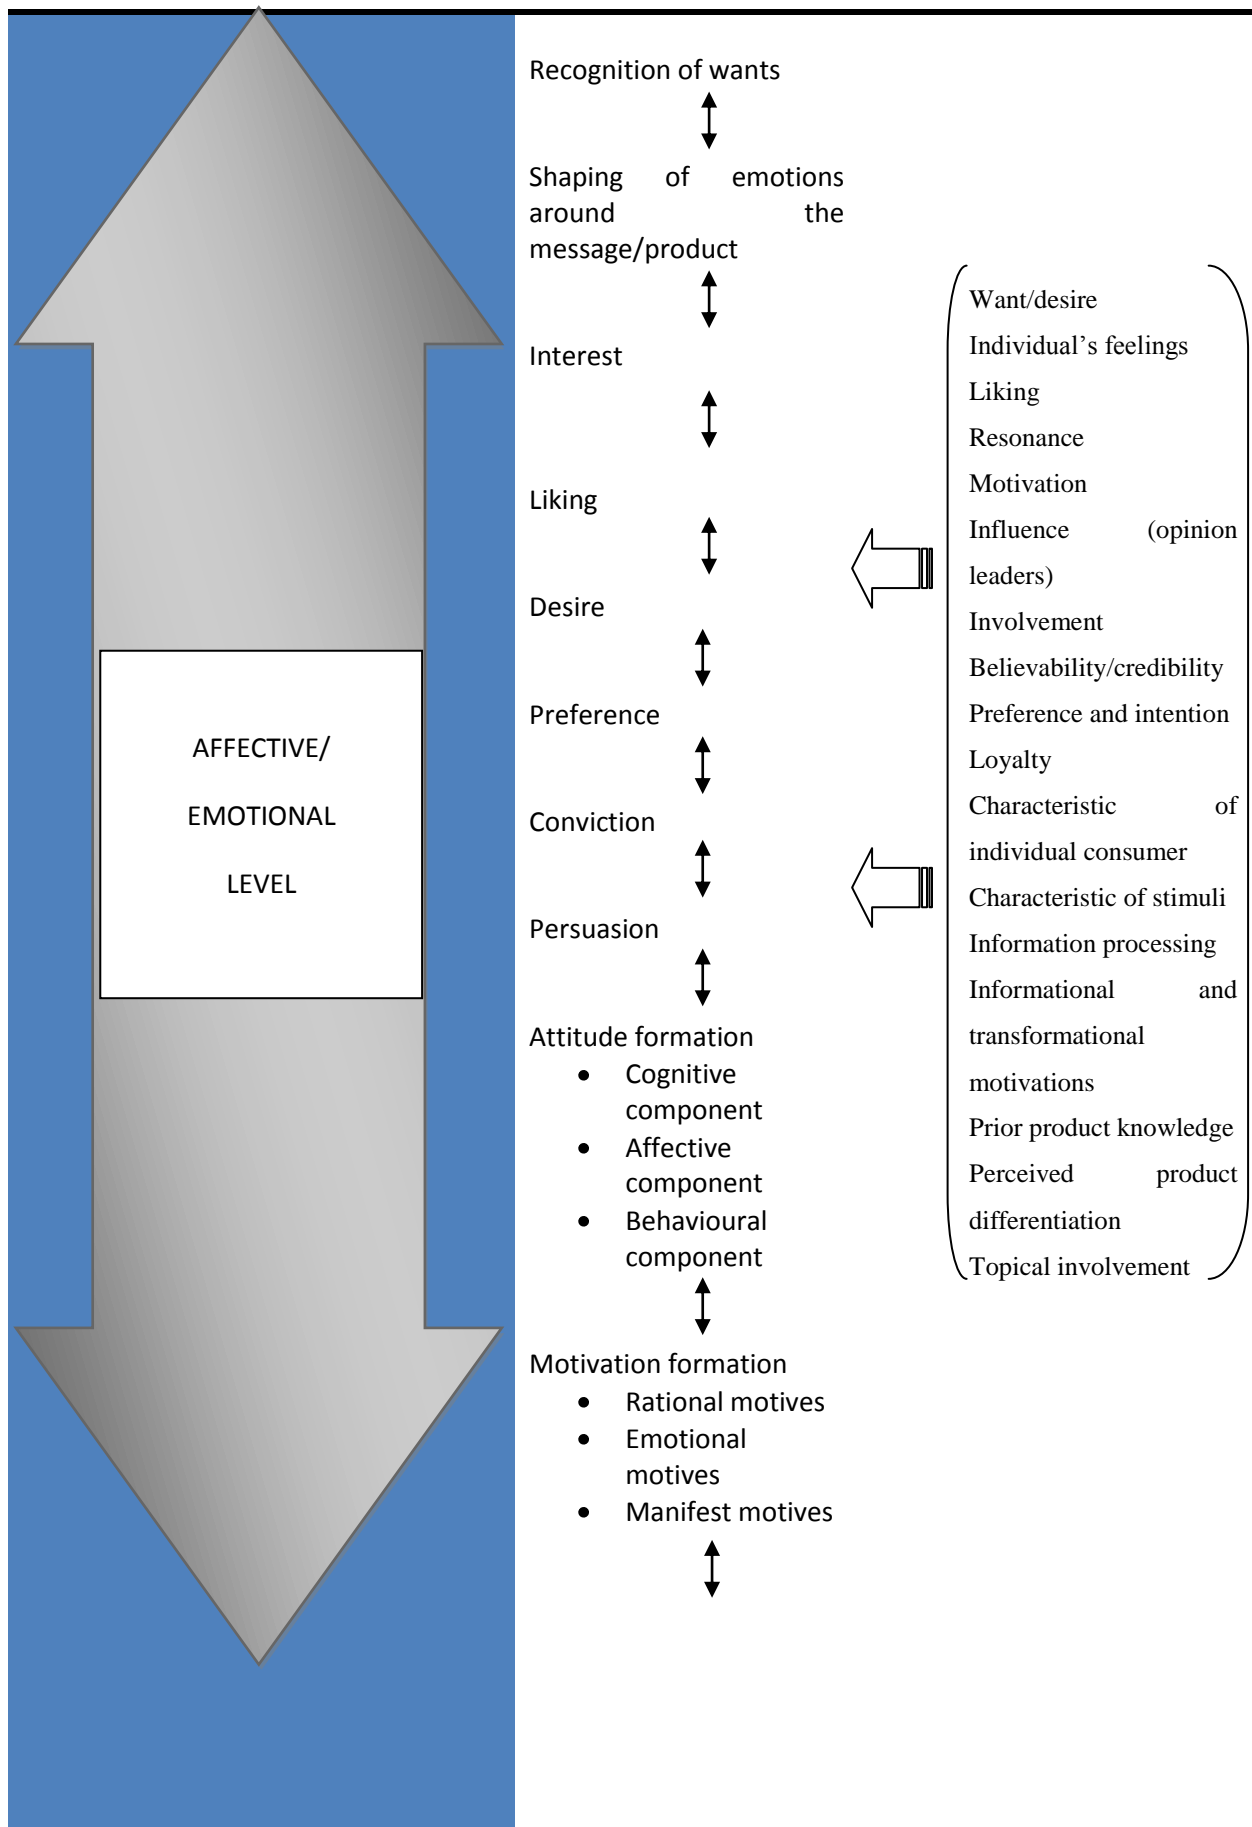 AFFECTIVE/
EMOTIONAL
LEVEL
Recognition of wants
Shaping of emotions
around the
message/product
Interest
Liking
Desire
Preference
Conviction
Persuasion
Attitude formation
• Cognitive
component
• Affective
component
• Behavioural
component
Motivation formation
• Rational motives
• Emotional
motives
• Manifest motives
Want/desire
Individual’s feelings
Liking
Resonance
Motivation
Influence (opinion
leaders)
Involvement
Believability/credibility
Preference and intention
Loyalty
Characteristic of
individual consumer
Characteristic of stimuli
Information processing
Informational and
transformational
motivations
Prior product knowledge
Perceived product
differentiation
Topical involvement